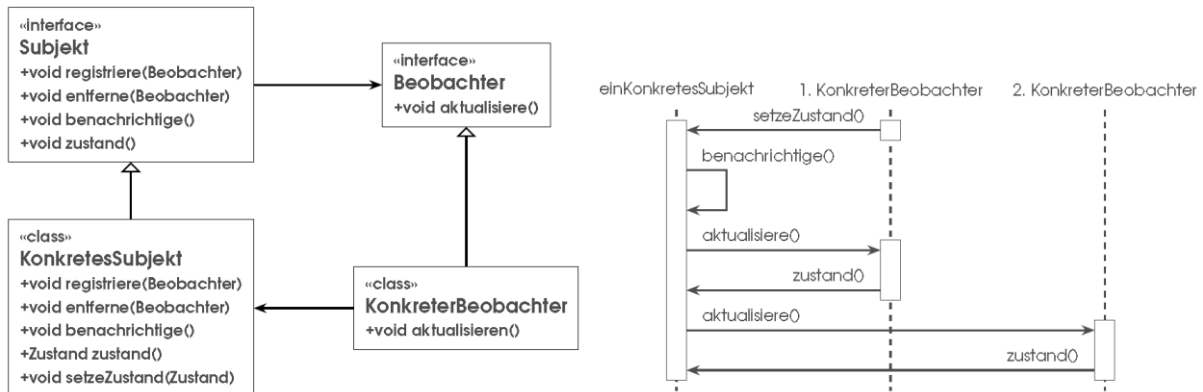 «interface»
Subjekt
+void registriere(Beobachter)
+void entferne(Beobachter)
+void benachrichtige()
+void zustand()
«interface»
Beobachter
+void aktualisiere()
«class»
KonkretesSubjekt
+void registriere(Beobachter)
+void entferne(Beobachter)
+void benachrichtige()
+Zustand zustand()
+void setzeZustand(Zustand)
«class»
KonkreterBeobachter
+void aktualisieren()
einKonkretesSubjekt
1. KonkreterBeobachter
2. KonkreterBeobachter
setzeZustand()
benachrichtige()
aktualisiere()
zustand()
aktualisiere()
zustand()